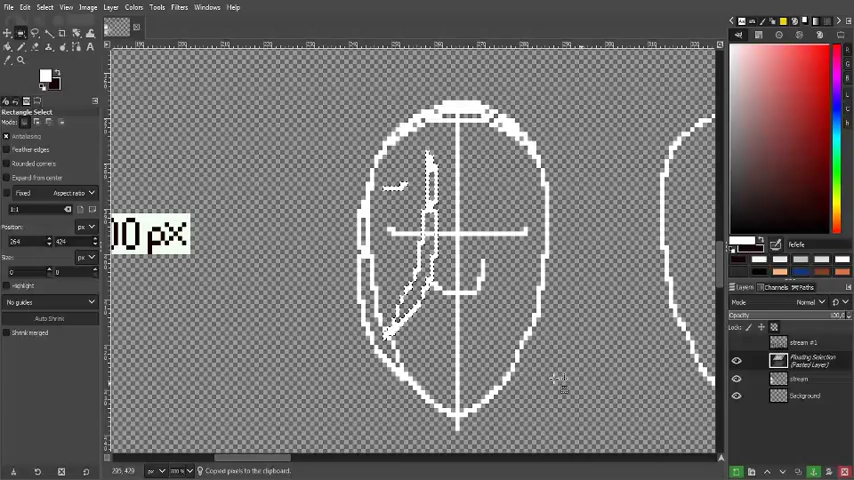 File Edit Select View Image Layer Colors Tools Filters Windows Help
Rectangle Select
Mode:
Antialiasing
Feather edges
Rounded corners
Expand from center
Fixed Aspect ratio
1:1
Position:
px
264 424
Size:
px
0 0
Highlight
No guides
Auto Shrink
Shrink merged
00 px
px
300 %
Copied pixels to the clipboard.
R
G
B
L
C
H
fefefe
Layers Channels Paths
Mode Normal
Opacity 100,0
Locks:
stream #1
Floating Selection
(Pasted Layer)
stream
Background